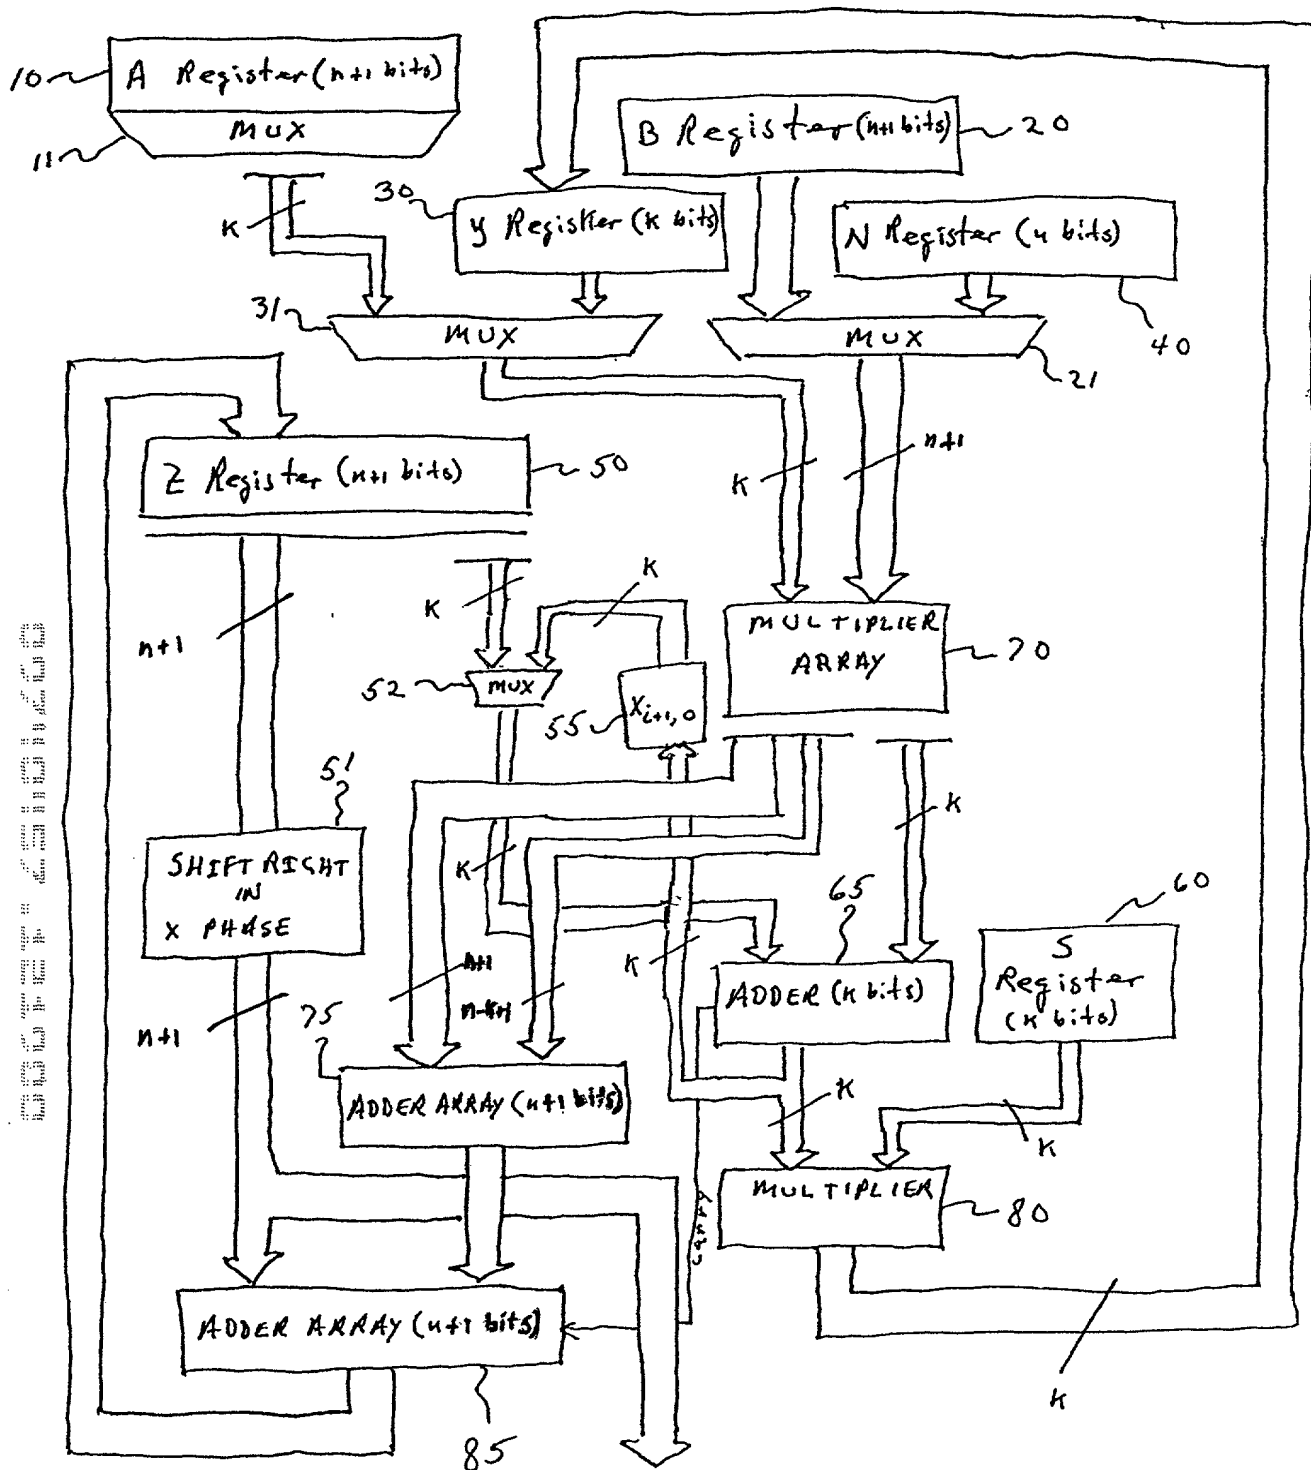 10
A Register (n+1 bits)
MUX
11
K
B Register (n+1 bits)
20
30
Y Register (k bits)
N Register (n bits)
40
31
MUX
MUX
21
K
n+1
Z Register (n+1 bits)
50
n+1
K
K
52
MUX
55
X i+1, 0
MULTIPLIER
ARRAY
70
51
SHIFT RIGHT
IN
X PHASE
K
K
65
60
K
n+1
n-k+1
n+1
ADDER (k bits)
S
Register
(k bits)
75
ADDER ARRAY (n+1 bits)
K
K
MULTIPLIER
80
carry
ADDER ARRAY (n+1 bits)
85
K